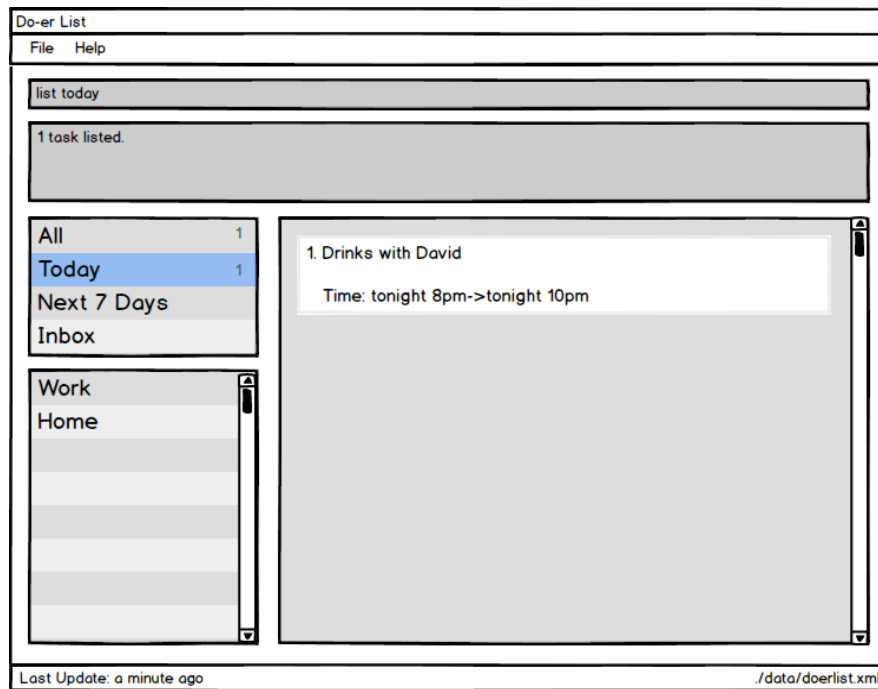 Do-er List
File Help
list today
1 task listed.
All 1
Today 1
Next 7 Days
Inbox
Work
Home
1. Drinks with David
Time: tonight 8pm->tonight 10pm
Last Update: a minute ago ./data/doerlist.xml